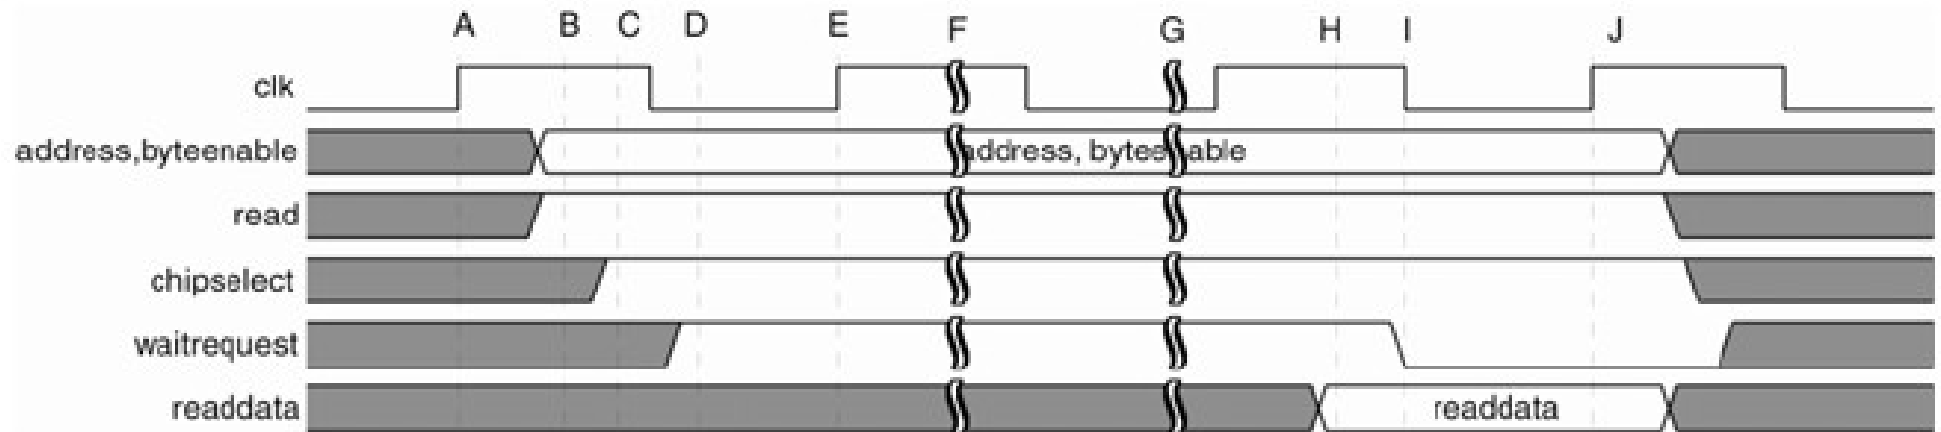 A B C D E F G H I J
clk
address,byteenable address, byteenable
read
chipselect
waitrequest
readdata readdata